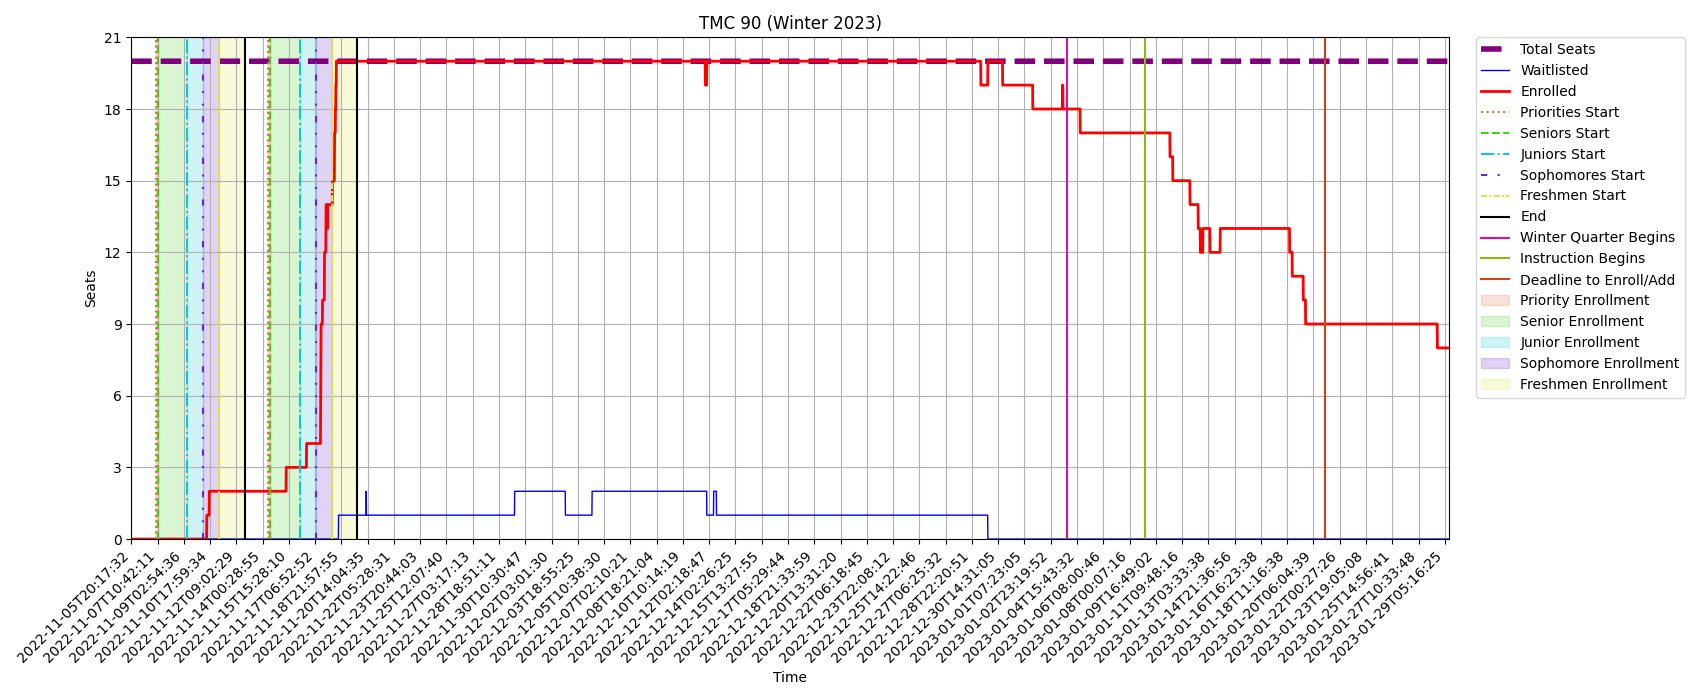 TMC 90 (Winter 2023)
Seats
21
18
15
12
9
6
3
0
2022-11-05T20:17:32
2022-11-07T10:42:11
2022-11-09T02:54:36
2022-11-10T17:59:34
2022-11-12T09:02:29
2022-11-14T00:28:55
2022-11-15T15:28:10
2022-11-17T06:52:52
2022-11-18T21:57:55
2022-11-20T14:04:35
2022-11-22T05:28:31
2022-11-23T20:44:03
2022-11-25T12:07:40
2022-11-27T03:17:13
2022-11-28T18:51:11
2022-11-30T10:30:47
2022-12-02T03:01:30
2022-12-03T18:55:25
2022-12-05T10:38:30
2022-12-07T02:10:21
2022-12-08T18:21:04
2022-12-10T10:14:19
2022-12-12T02:18:47
2022-12-14T02:26:25
2022-12-15T13:27:55
2022-12-17T05:29:44
2022-12-18T21:33:59
2022-12-20T13:31:20
2022-12-22T06:18:45
2022-12-23T22:08:12
2022-12-25T14:22:46
2022-12-27T06:25:32
2022-12-28T22:20:51
2022-12-30T14:31:05
2023-01-01T07:23:05
2023-01-02T23:19:52
2023-01-04T15:43:32
2023-01-06T08:00:46
2023-01-08T00:07:16
2023-01-09T16:49:02
2023-01-11T09:48:16
2023-01-13T03:33:38
2023-01-14T21:36:56
2023-01-16T16:23:38
2023-01-18T11:16:38
2023-01-20T06:04:39
2023-01-22T00:27:26
2023-01-23T19:05:08
2023-01-25T14:56:41
2023-01-27T10:33:48
2023-01-29T05:16:25
Time
Total Seats
Waitlisted
Enrolled
Priorities Start
Seniors Start
Juniors Start
Sophomores Start
Freshmen Start
End
Winter Quarter Begins
Instruction Begins
Deadline to Enroll/Add
Priority Enrollment
Senior Enrollment
Junior Enrollment
Sophomore Enrollment
Freshmen Enrollment